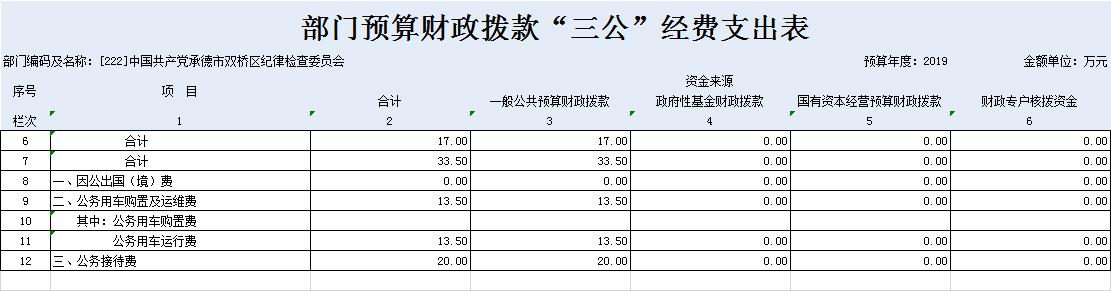 部门预算财政拨款“三公”经费支出表
部门编码及名称：[222]中国共产党承德市双桥区纪律检查委员会 预算年度：2019 金额单位：万元
序号 项 目 资金来源
合计 一般公共预算财政拨款 政府性基金财政拨款 国有资本经营预算财政拨款 财政专户核拨资金
栏次 1 2 3 4 5 6
6 合计 17.00 17.00 0.00 0.00 0.00
7 合计 33.50 33.50 0.00 0.00 0.00
8 一、因公出国（境）费 0.00 0.00 0.00 0.00 0.00
9 二、公务用车购置及运维费 13.50 13.50 0.00 0.00 0.00
10 其中：公务用车购置费
11 公务用车运行费 13.50 13.50 0.00 0.00 0.00
12 三、公务接待费 20.00 20.00 0.00 0.00 0.00